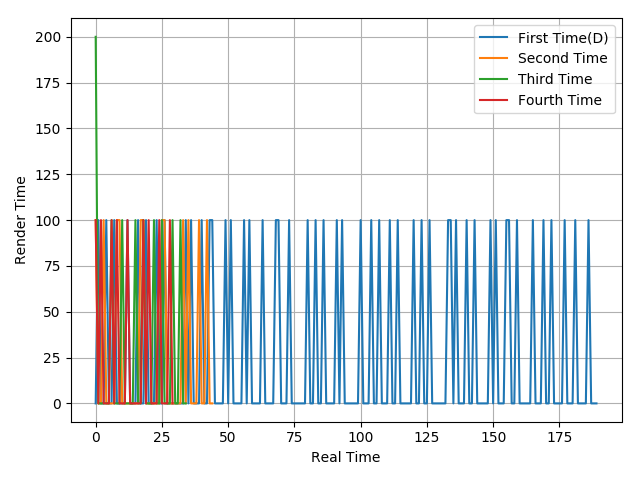 First Time(D)
Second Time
Third Time
Fourth Time
200
175
150
125
100
75
50
25
0
Render Time
0 25 50 75 100 125 150 175
Real Time